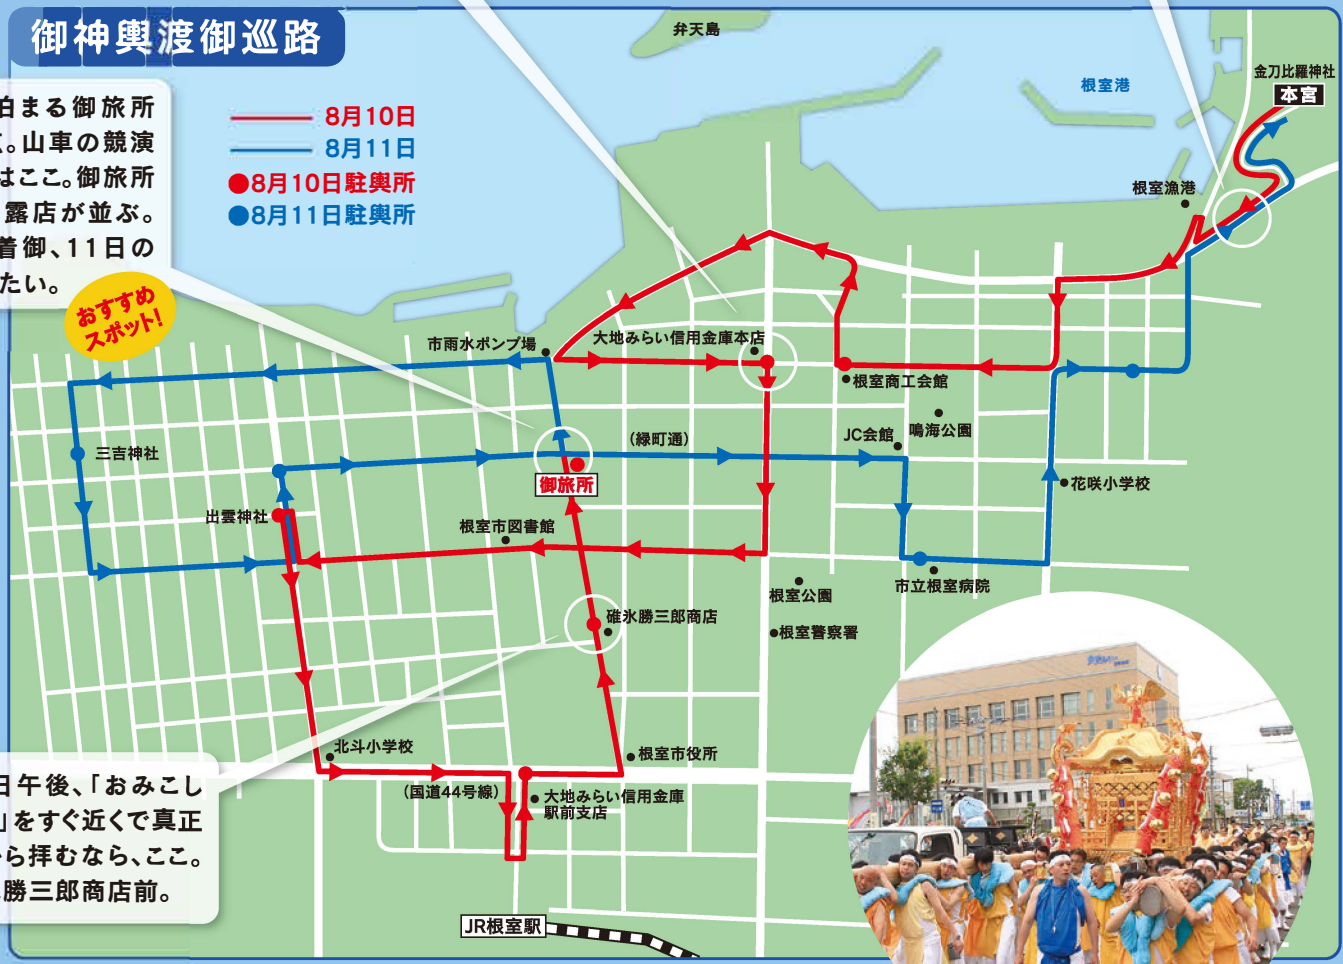 御神輿渡御巡路
泊まる御旅所
。山車の競演
はここ。御旅所
露店が並ぶ。
着御、11日の
たい。
おすすめ
スポット!
8月10日
8月11日
8月10日駐輿所
8月11日駐輿所
弁天島
根室港
金刀比羅神社
本宮
根室漁港
市雨水ポンプ場
大地みらい信用金庫本店
根室商工会館
三吉神社
(緑町通)
JC会館
鳴海公園
御旅所
花咲小学校
出雲神社
根室市図書館
根室公園
市立根室病院
碓氷勝三郎商店
根室警察署
北斗小学校
根室市役所
(国道44号線)
大地みらい信用金庫
駅前支店
JR根室駅
日午後、「おみこし
」をすぐ近くで真正
ら拝むなら、ここ。
勝三郎商店前。